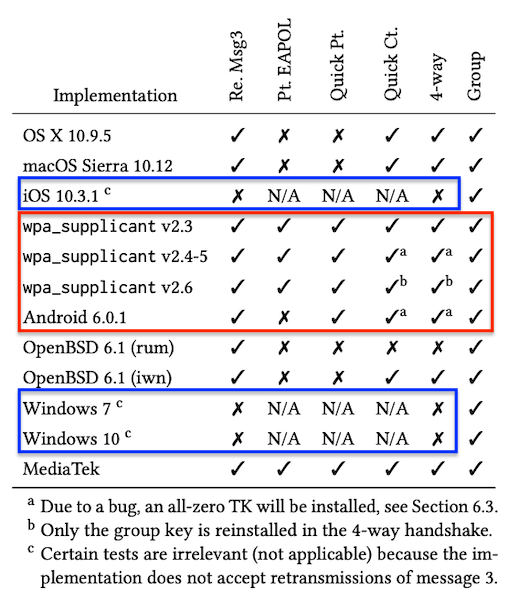 Implementation Re. Msg3 Pt. EAPOL Quick Pt. Quick Ct. 4-way Group
OS X 10.9.5 ✓ ✗ ✗ ✓ ✓ ✓
macOS Sierra 10.12 ✓ ✗ ✗ ✓ ✓ ✓
iOS 10.3.1 c ✗ N/A N/A N/A ✗ ✓
wpa_supplicant v2.3 ✓ ✓ ✓ ✓ ✓ ✓
wpa_supplicant v2.4-5 ✓ ✓ ✓ ✓a ✓a ✓
wpa_supplicant v2.6 ✓ ✓ ✓ ✓b ✓b ✓
Android 6.0.1 ✓ ✗ ✓ ✓a ✓a ✓
OpenBSD 6.1 (rum) ✓ ✗ ✗ ✗ ✗ ✓
OpenBSD 6.1 (iwn) ✓ ✗ ✗ ✓ ✓ ✓
Windows 7 c ✗ N/A N/A N/A ✗ ✓
Windows 10 c ✗ N/A N/A N/A ✗ ✓
MediaTek ✓ ✓ ✓ ✓ ✓ ✓
a Due to a bug, an all-zero TK will be installed, see Section 6.3.
b Only the group key is reinstalled in the 4-way handshake.
c Certain tests are irrelevant (not applicable) because the im-
plementation does not accept retransmissions of message 3.